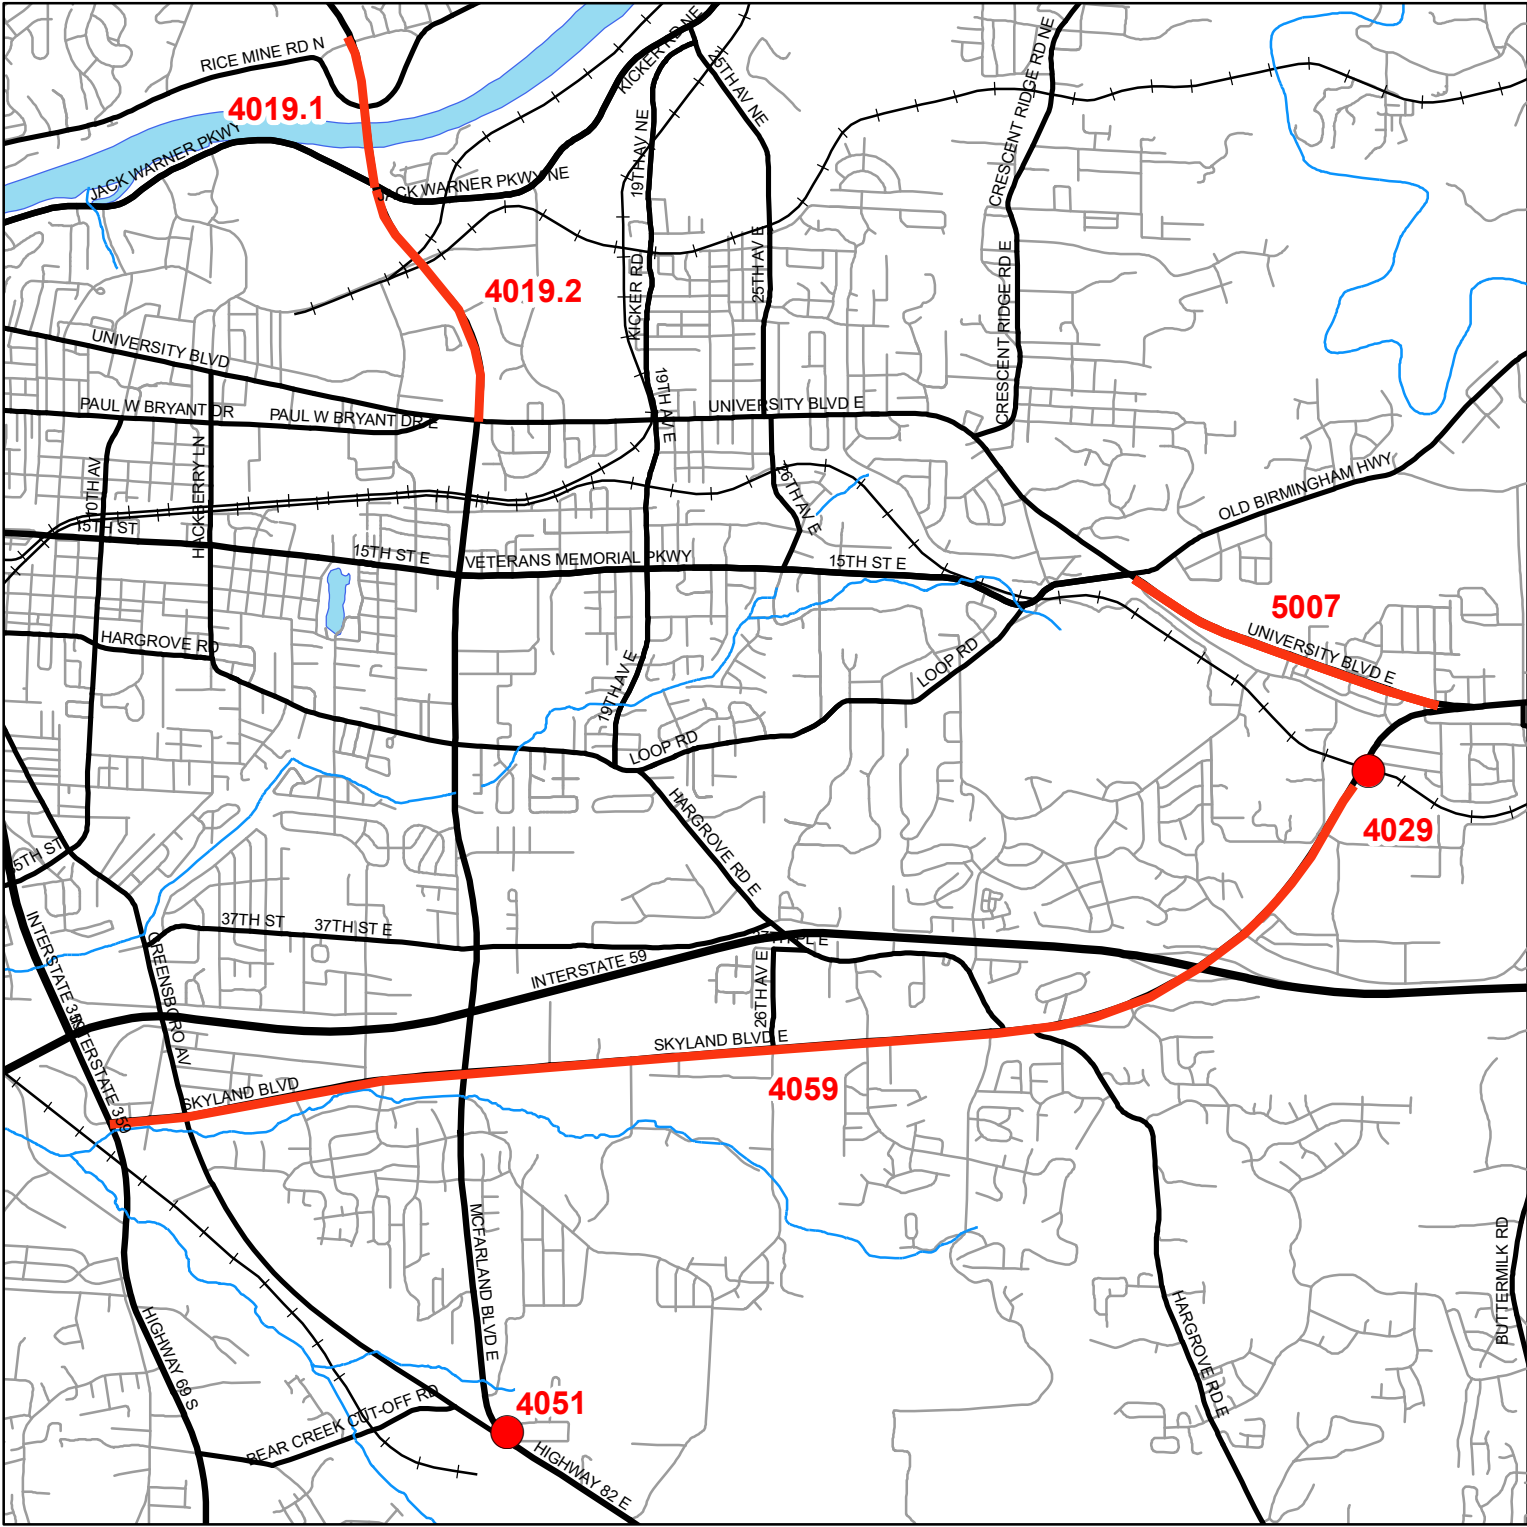 RICE MINE RD N
KICKER RD NE
25TH AV NE
CRESCENT RIDGE RD NE
4019.1
JACK WARNER PKWY
JACK WARNER PKWY NE
19TH AV NE
4019.2
KICKER RD
25TH AV E
CRESCENT RIDGE RD E
UNIVERSITY BLVD
PAUL W BRYANT DR
PAUL W BRYANT DR E
19TH AV E
UNIVERSITY BLVD E
10TH AV
HACKBERRY LN
26TH AV E
OLD BIRMINGHAM HWY
15TH ST
15TH ST E
VETERANS MEMORIAL PKWY
15TH ST E
5007
UNIVERSITY BLVD E
HARGROVE RD
LOOP RD
19TH AV E
LOOP RD
HARGROVE RD E
4029
5TH ST
37TH ST
37TH ST E
INTERSTATE 359
GREENSBORO AV
INTERSTATE 59
37TH PL E
26TH AV E
INTERSTATE 359
SKYLAND BLVD
SKYLAND BLVD E
4059
MCFARLAND BLVD E
HIGHWAY 69 S
HARGROVE RD E
BUTTERMILK RD
BEAR CREEK CUT-OFF RD
4051
HIGHWAY 82 E